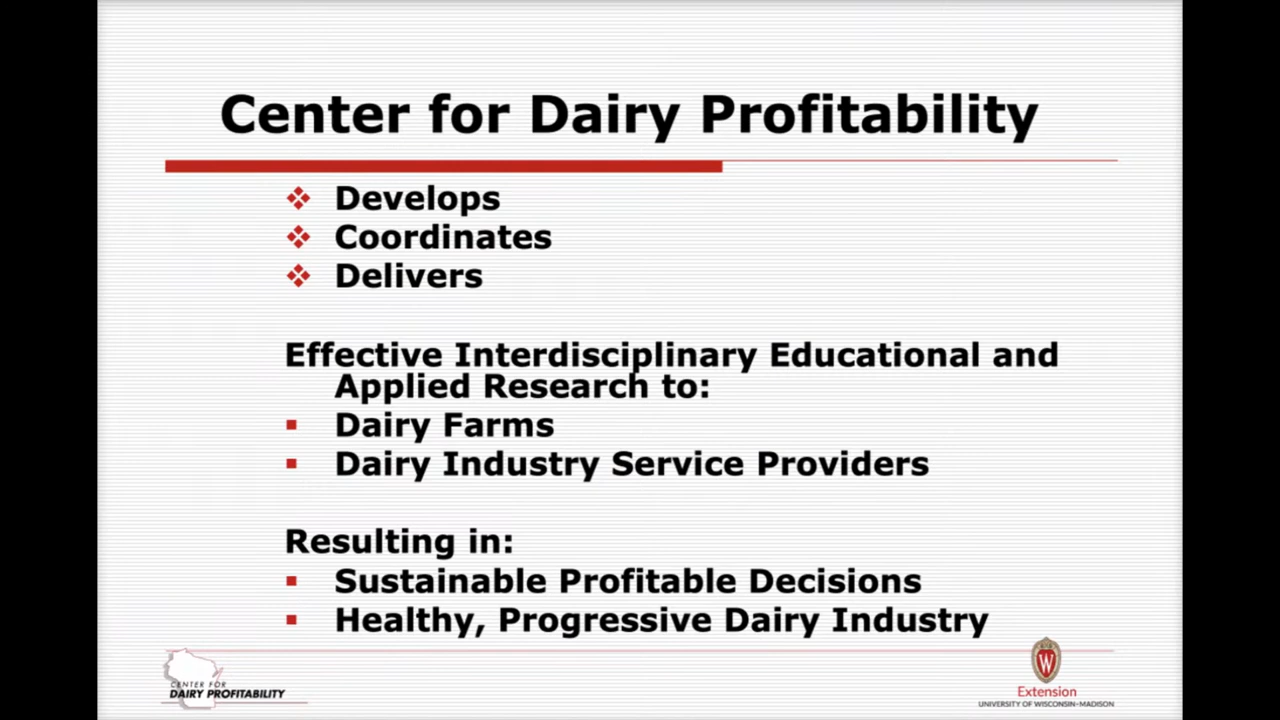 Center for Dairy Profitability
Develops
Coordinates
Delivers
Effective Interdisciplinary Educational and
Applied Research to:
Dairy Farms
Dairy Industry Service Providers
Resulting in:
Sustainable Profitable Decisions
Healthy, Progressive Dairy Industry
CENTER FOR
DAIRY PROFITABILITY
W
Extension
UNIVERSITY OF WISCONSIN–MADISON